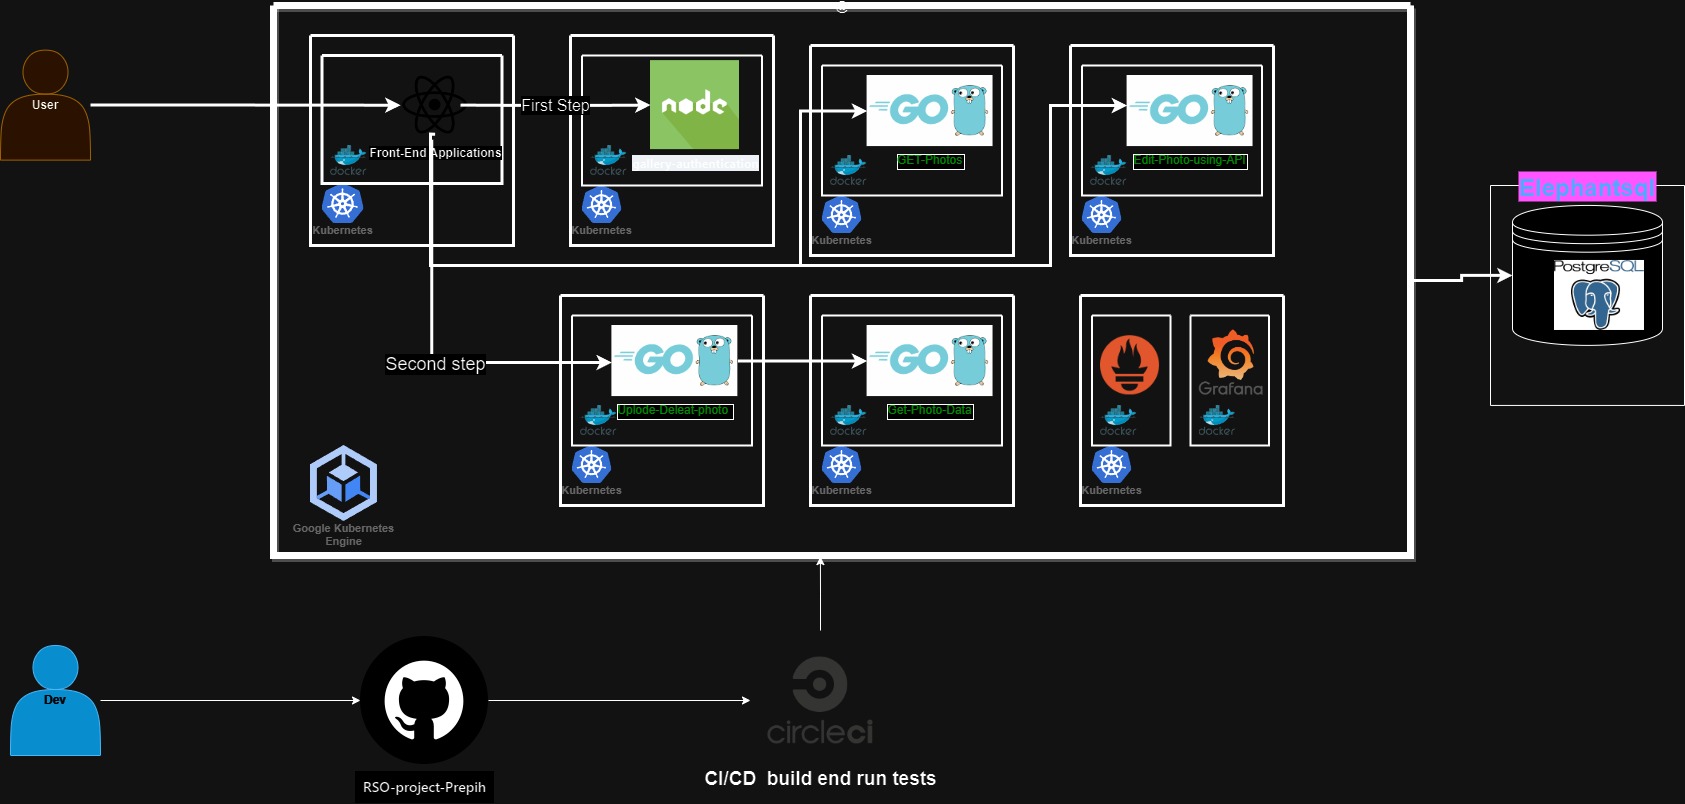 User
First Step
node
GO
GO
Front-End Applications
docker
gallery-authentication
docker
GET-Photos
docker
Edit-Photo-using-API
docker
Kubernetes
Kubernetes
Kubernetes
Kubernetes
Elephantsql
PostgreSQL
Second step
GO
GO
Grafana
Uplode-Deleat-photo
docker
Get-Photo-Data
docker
docker
docker
Kubernetes
Kubernetes
Kubernetes
Google Kubernetes
Engine
Dev
circleci
RSO-project-Prepih
CI/CD build end run tests